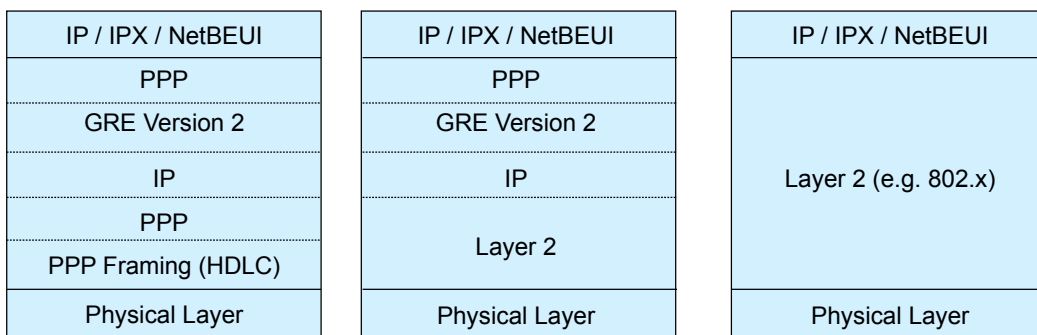 IP / IPX / NetBEUI
PPP
GRE Version 2
IP
PPP
PPP Framing (HDLC)
Physical Layer
IP / IPX / NetBEUI
PPP
GRE Version 2
IP
Layer 2
Physical Layer
IP / IPX / NetBEUI
Layer 2 (e.g. 802.x)
Physical Layer